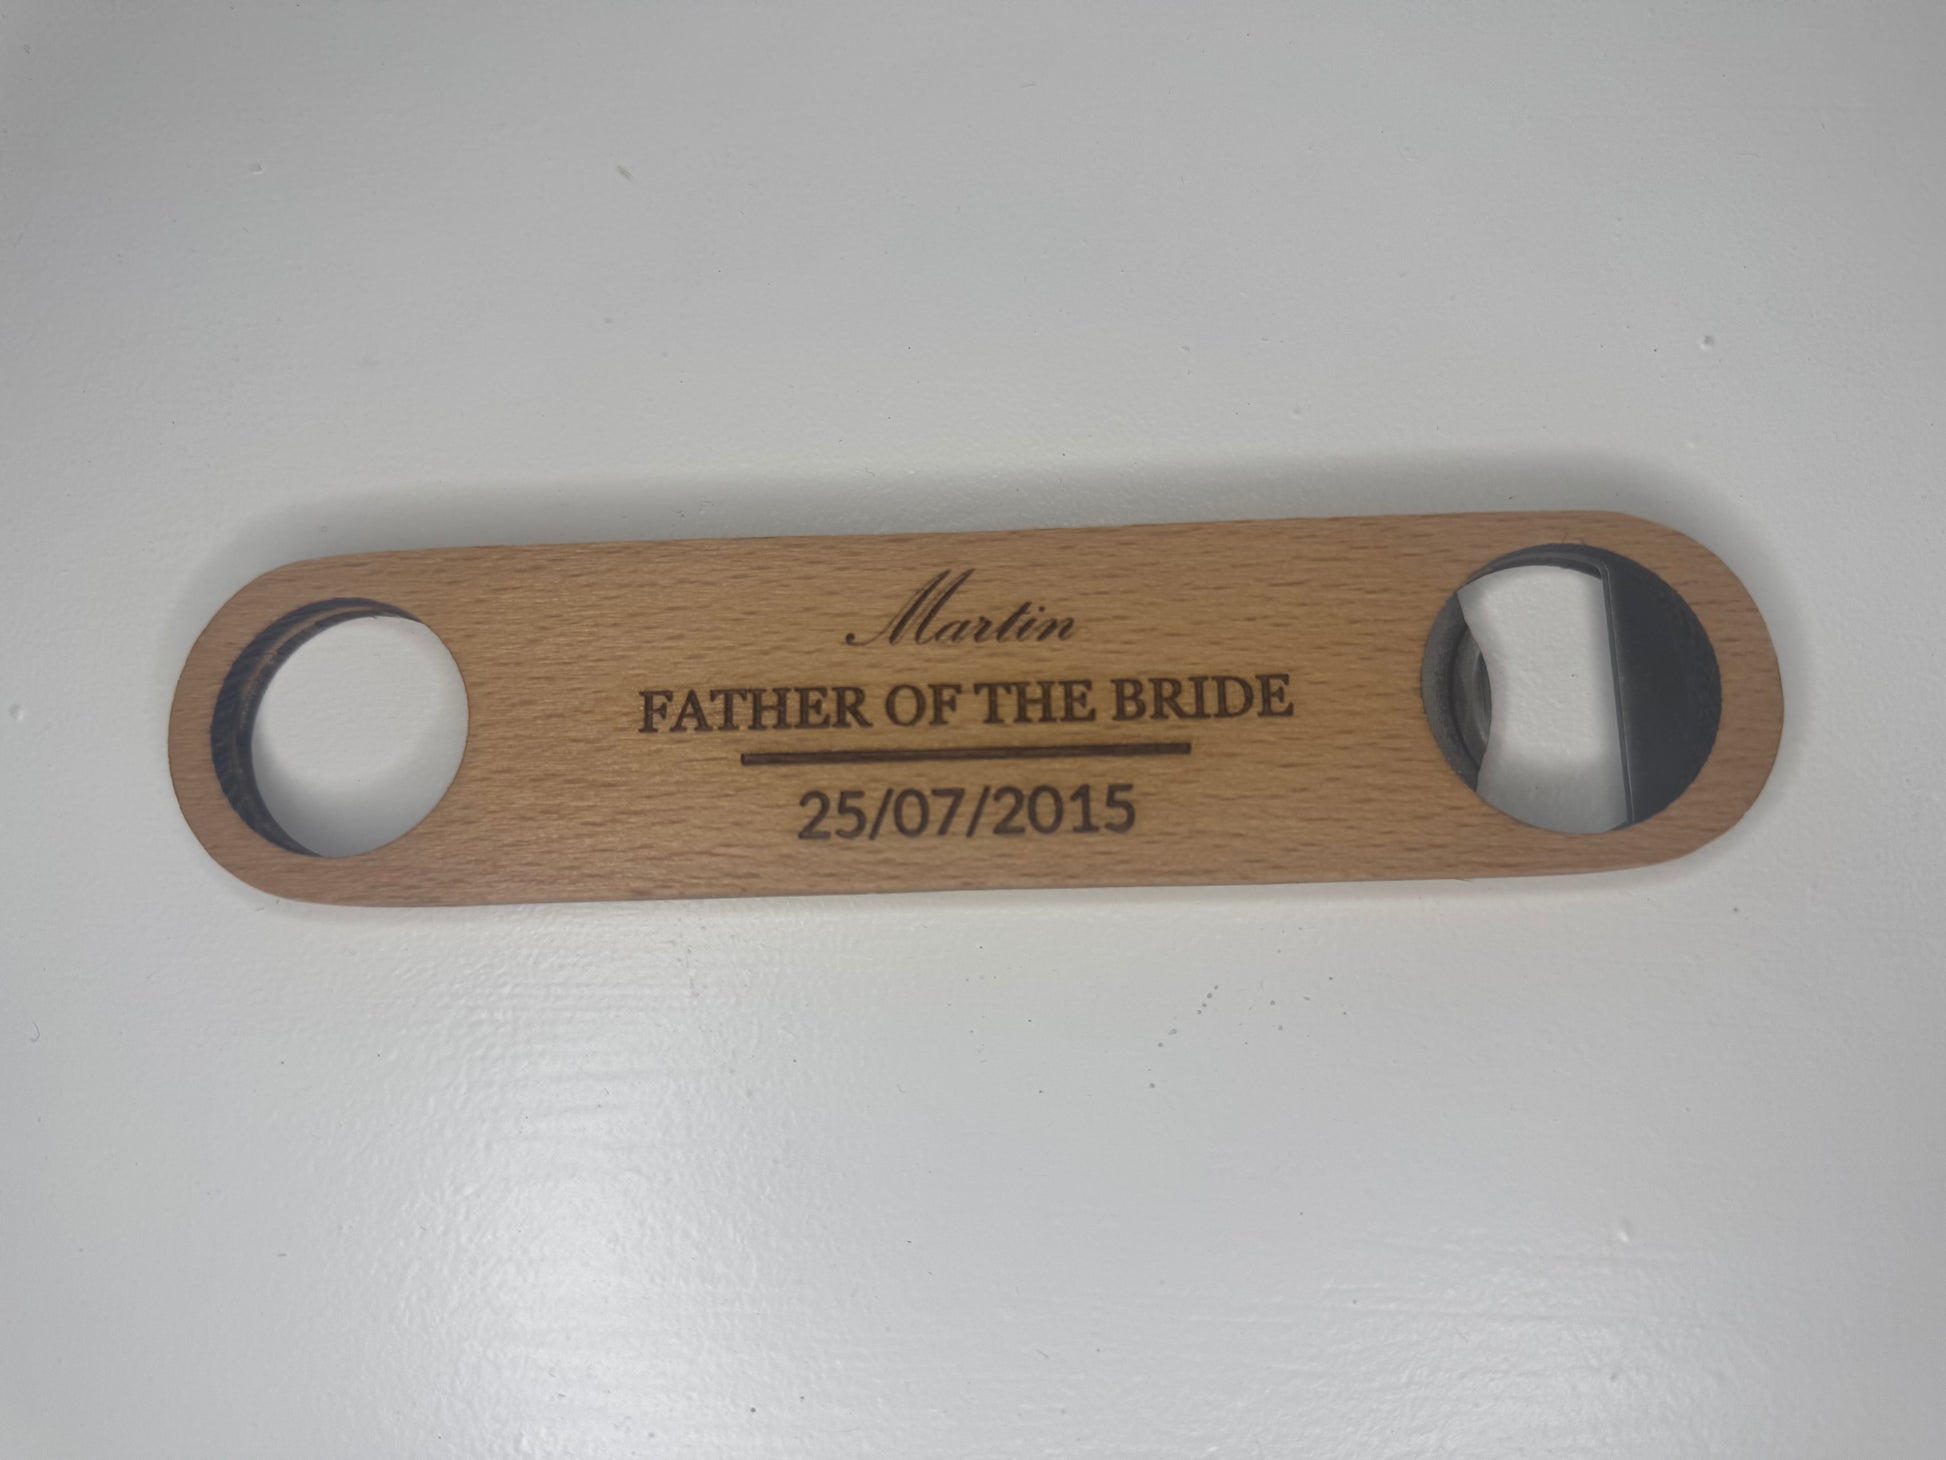 Martin
FATHER OF THE BRIDE
25/07/2015